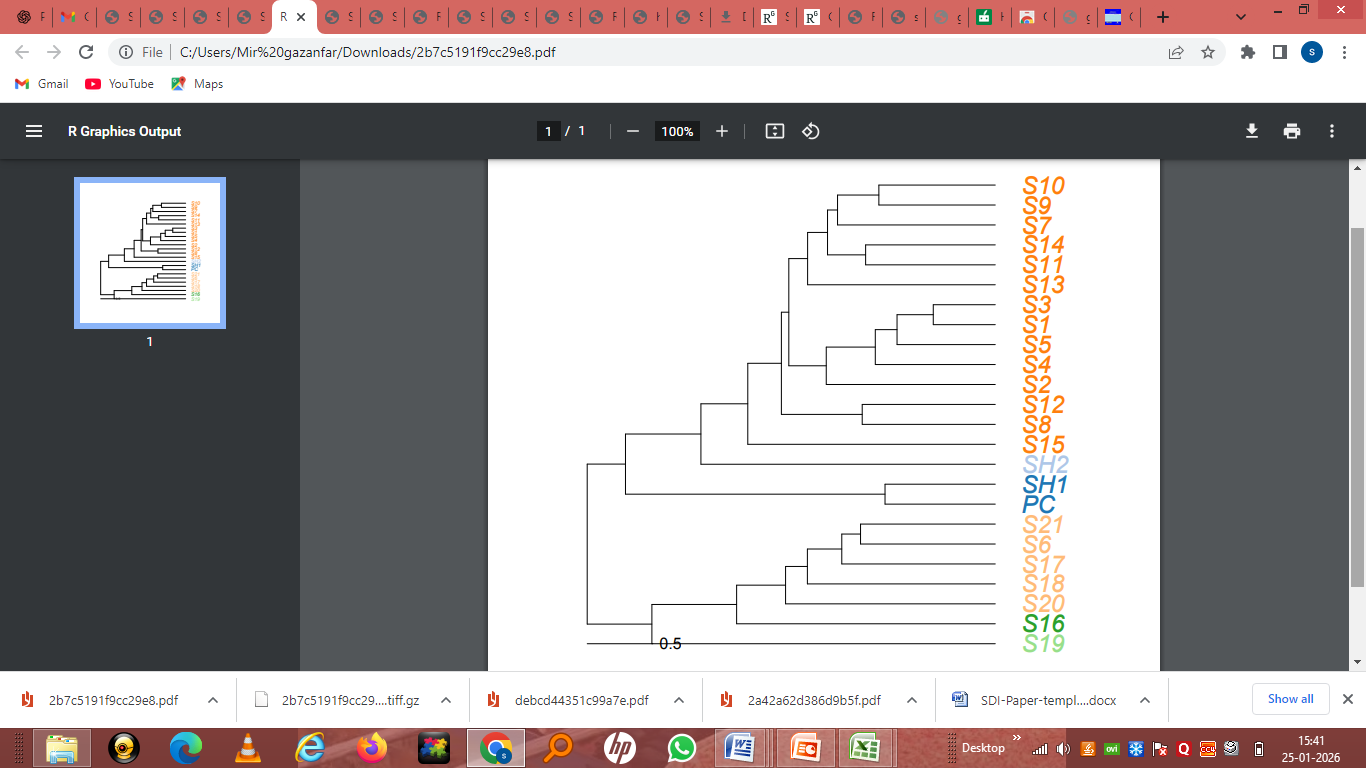 File C:/Users/Mir%20gazanfar/Downloads/2b7c5191f9cc29e8.pdf
S
Gmail YouTube Maps
R Graphics Output 1 / 1 100%
1
S10
S9
S7
S14
S11
S13
S3
S1
S5
S4
S2
S12
S8
S15
SH2
SH1
PC
S21
S6
S17
S18
S20
S16
S19
0.5
2b7c5191f9cc29e8.pdf 2b7c5191f9cc29....tiff.gz debcd44351c99a7e.pdf 2a42a62d386d9b5f.pdf SDI-Paper-templ....docx Show all
Desktop 15:41
25-01-2026